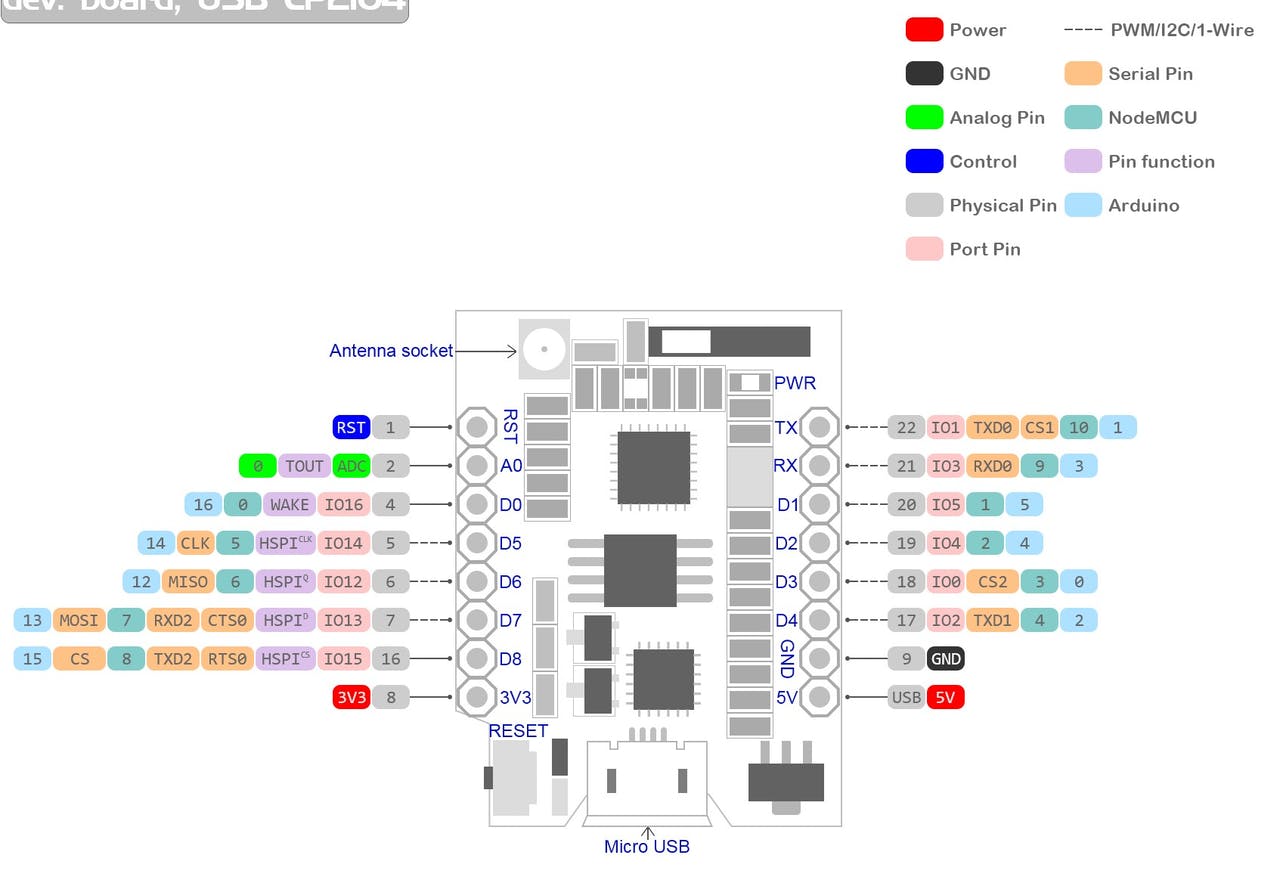 dev. board, USB CP2104
Power
PWM/I2C/1-Wire
GND
Serial Pin
Analog Pin
NodeMCU
Control
Pin function
Physical Pin
Arduino
Port Pin
Antenna socket
PWR
RST 1
RST
TX
22 IO1 TXD0 CS1 10 1
0 TOUT ADC 2
A0
RX
21 IO3 RXD0 9 3
16 0 WAKE IO16 4
D0
D1
20 IO5 1 5
14 CLK 5 HSPICLK IO14 5
D5
D2
19 IO4 2 4
12 MISO 6 HSPIQ IO12 6
D6
D3
18 IO0 CS2 3 0
13 MOSI 7 RXD2 CTS0 HSPID IO13 7
D7
D4
17 IO2 TXD1 4 2
15 CS 8 TXD2 RTS0 HSPICS IO15 16
D8
GND
9 GND
3V3 8
3V3
5V
USB 5V
RESET
Micro USB